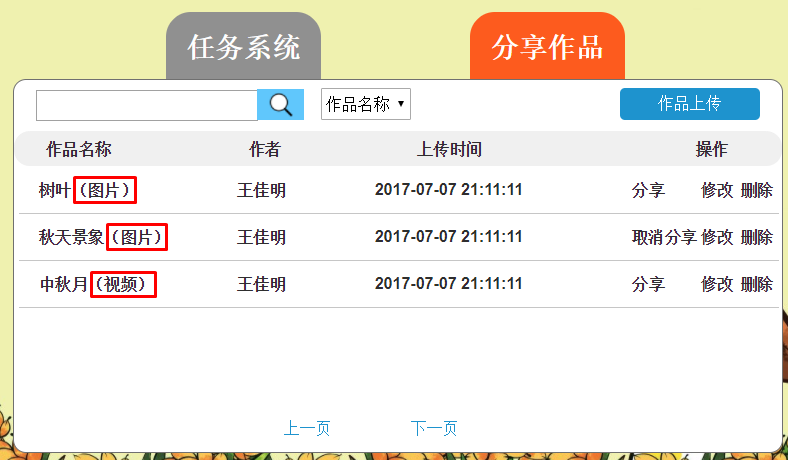 任务系统 分享作品
作品名称 作品上传
作品名称 作者 上传时间 操作
树叶（图片） 王佳明 2017-07-07 21:11:11 分享 修改 删除
秋天景象（图片） 王佳明 2017-07-07 21:11:11 取消分享 修改 删除
中秋月（视频） 王佳明 2017-07-07 21:11:11 分享 修改 删除
上一页 下一页